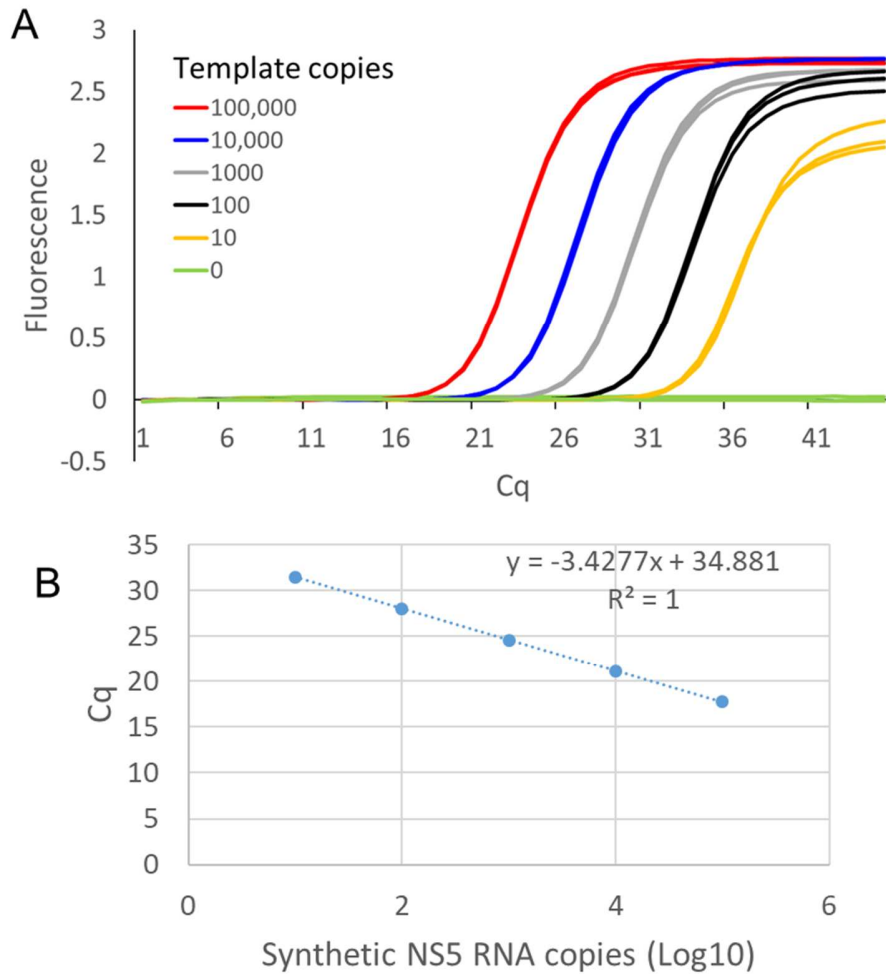 A
3
2.5
2
1.5
1
0.5
0
-0.5
Fluorescence
Template copies
100,000
10,000
1000
100
10
0
1 6 11 16 21 26 31 36 41
Cq
B
35
30
25
20
15
10
5
0
Cq
y = -3.4277x + 34.881
R² = 1
0 2 4 6
Synthetic NS5 RNA copies (Log10)